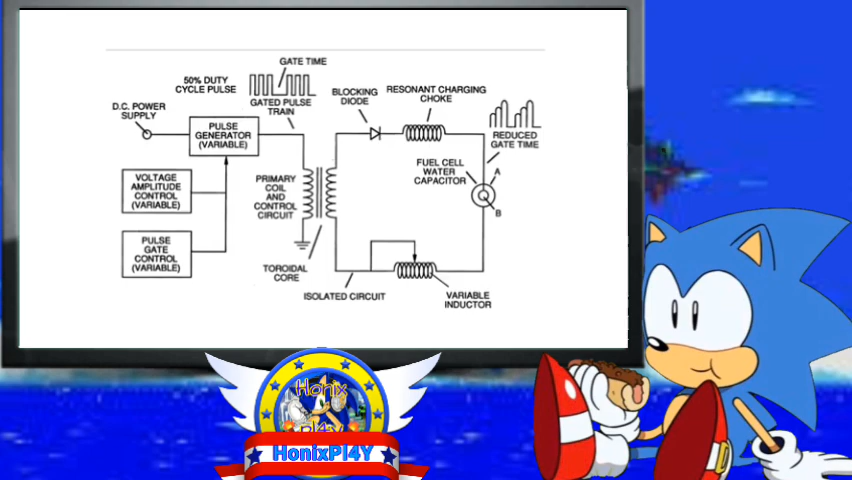 GATE TIME
50% DUTY
CYCLE PULSE
GATED PULSE
TRAIN
BLOCKING
DIODE
RESONANT CHARGING
CHOKE
D.C. POWER
SUPPLY
PULSE
GENERATOR
(VARIABLE)
REDUCED
GATE TIME
FUEL CELL
WATER
CAPACITOR
A
B
VOLTAGE
AMPLITUDE
CONTROL
(VARIABLE)
PRIMARY
COIL
AND
CONTROL
CIRCUIT
PULSE
GATE
CONTROL
(VARIABLE)
TOROIDAL
CORE
ISOLATED CIRCUIT
VARIABLE
INDUCTOR
Honix
Pl4Y
HonixPl4Y